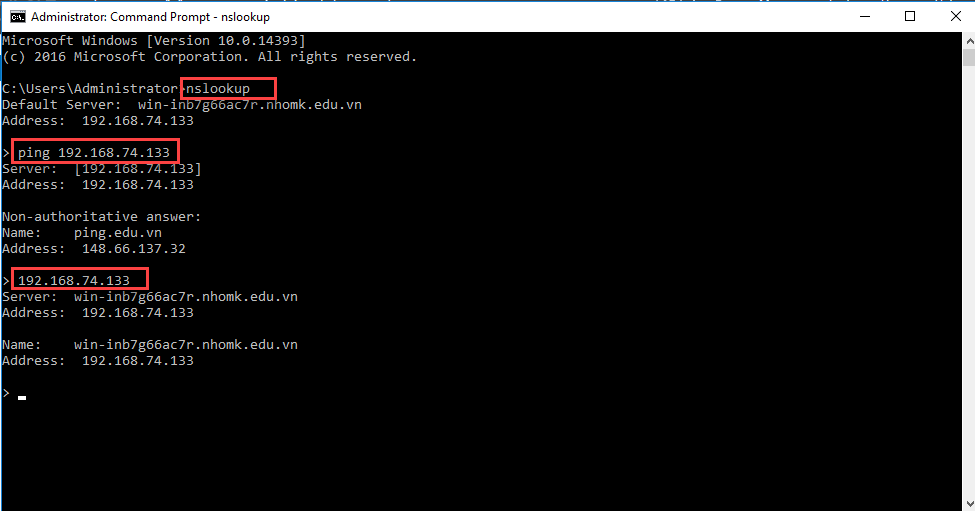 Administrator: Command Prompt - nslookup
Microsoft Windows [Version 10.0.14393]
(c) 2016 Microsoft Corporation. All rights reserved.
C:\Users\Administrator>nslookup
Default Server:  win-inb7g66ac7r.nhomk.edu.vn
Address:  192.168.74.133
> ping 192.168.74.133
Server:  [192.168.74.133]
Address:  192.168.74.133
Non-authoritative answer:
Name:    ping.edu.vn
Address:  148.66.137.32
> 192.168.74.133
Server:  win-inb7g66ac7r.nhomk.edu.vn
Address:  192.168.74.133
Name:    win-inb7g66ac7r.nhomk.edu.vn
Address:  192.168.74.133
>